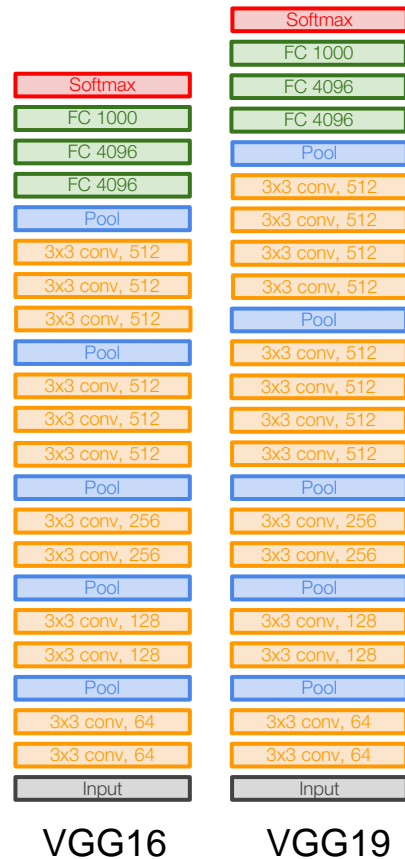 Softmax
FC 1000
FC 4096
FC 4096
Pool
3x3 conv, 512
3x3 conv, 512
3x3 conv, 512
Pool
3x3 conv, 512
3x3 conv, 512
3x3 conv, 512
Pool
3x3 conv, 256
3x3 conv, 256
Pool
3x3 conv, 128
3x3 conv, 128
Pool
3x3 conv, 64
3x3 conv, 64
Input
VGG16
Softmax
FC 1000
FC 4096
FC 4096
Pool
3x3 conv, 512
3x3 conv, 512
3x3 conv, 512
3x3 conv, 512
Pool
3x3 conv, 512
3x3 conv, 512
3x3 conv, 512
3x3 conv, 512
Pool
3x3 conv, 256
3x3 conv, 256
Pool
3x3 conv, 128
3x3 conv, 128
Pool
3x3 conv, 64
3x3 conv, 64
Input
VGG19